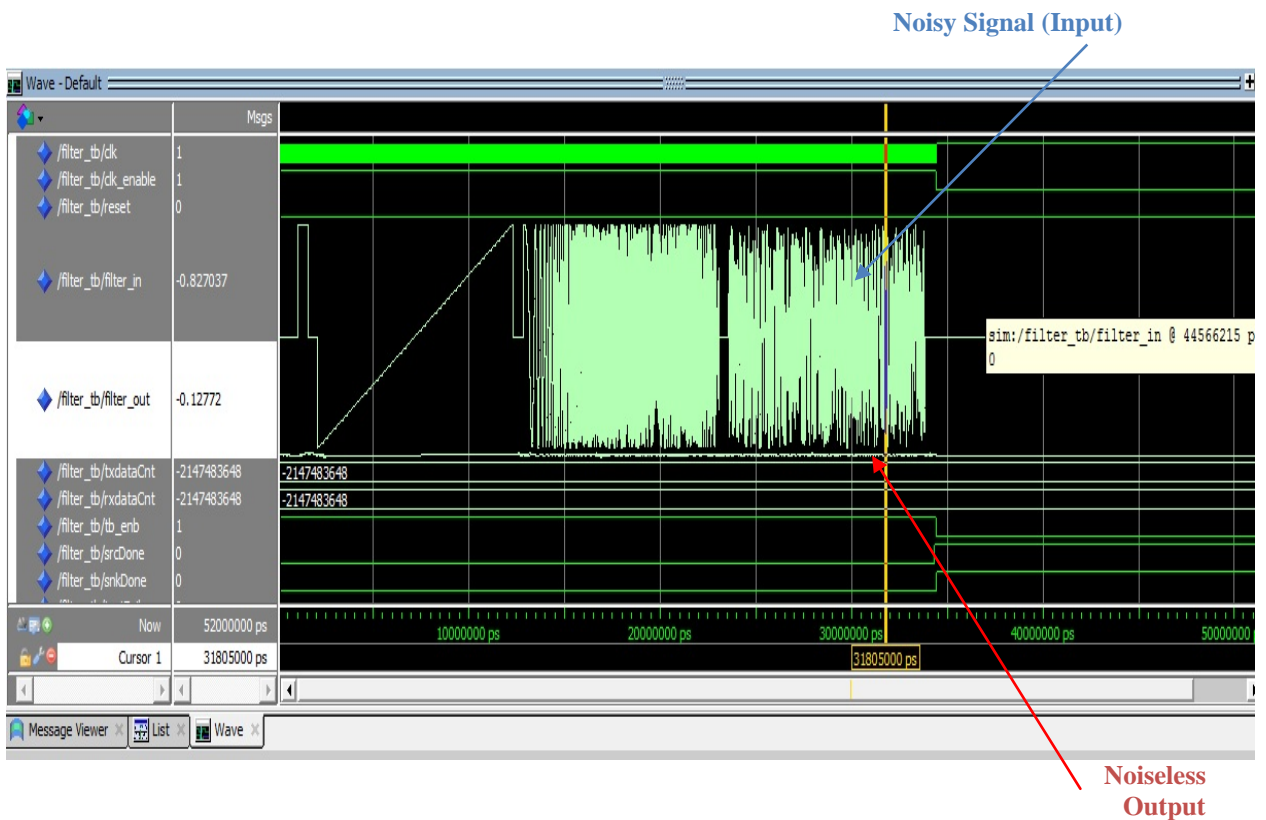 Noisy Signal (Input)
Wave - Default
Msgs
/filter_tb/clk 1
/filter_tb/clk_enable 1
/filter_tb/reset 0
/filter_tb/filter_in -0.827037
sim:/filter_tb/filter_in @ 44566215 p
0
/filter_tb/filter_out -0.12772
/filter_tb/txdataCnt -2147483648 -2147483648
/filter_tb/rxdataCnt -2147483648 -2147483648
/filter_tb/tb_enb 1
/filter_tb/srcDone 0
/filter_tb/snkDone 0
Now 52000000 ps 10000000 ps 20000000 ps 30000000 ps 40000000 ps 50000000
Cursor 1 31805000 ps 31805000 ps
Message Viewer List Wave
Noiseless
Output